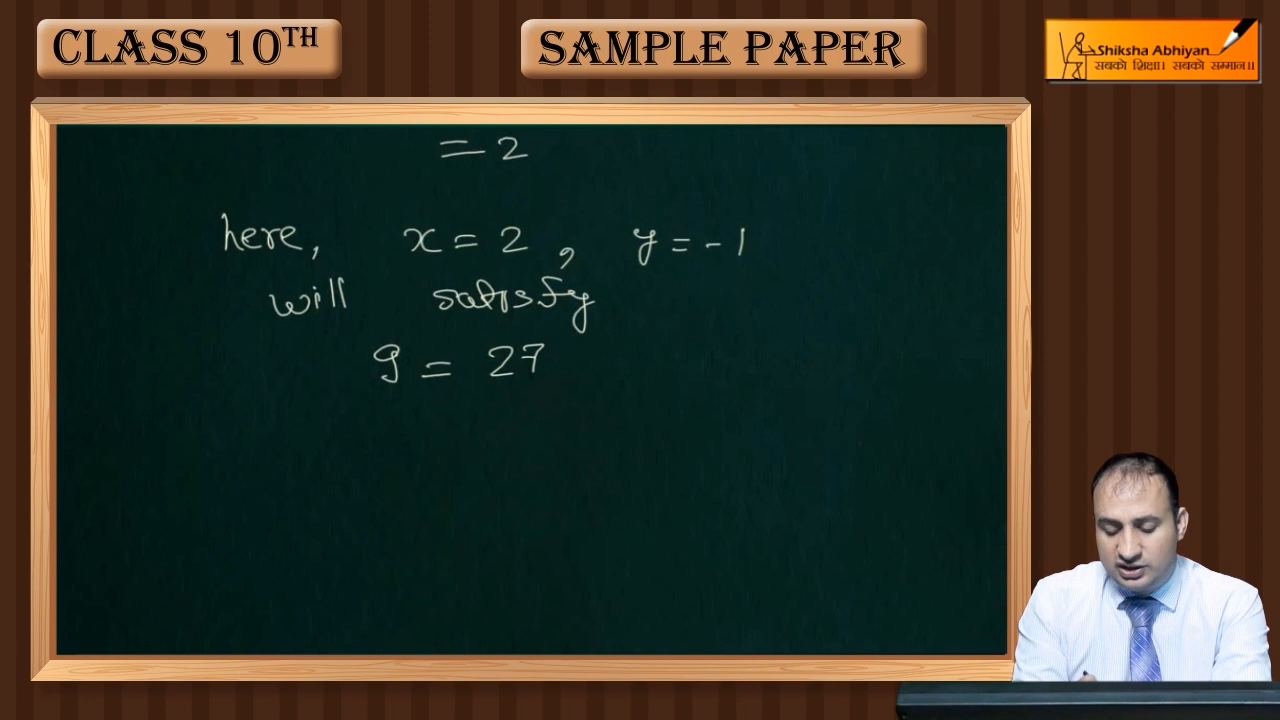 CLASS 10TH
SAMPLE PAPER
Shiksha Abhiyan
सबको शिक्षा। सबको सम्मान॥
= 2
here, x = 2, y = -1
will satisfy
9 = 27